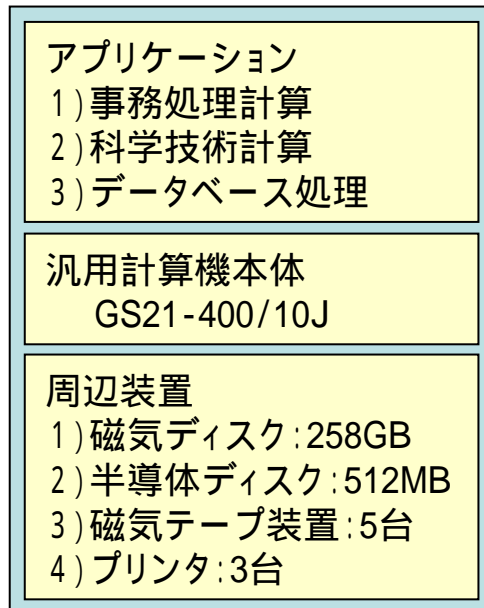 アプリケーション
1)事務処理計算
2)科学技術計算
3)データベース処理
汎用計算機本体
GS21-400/10J
周辺装置
1)磁気ディスク:258GB
2)半導体ディスク:512MB
3)磁気テープ装置:5台
4)プリンタ:3台